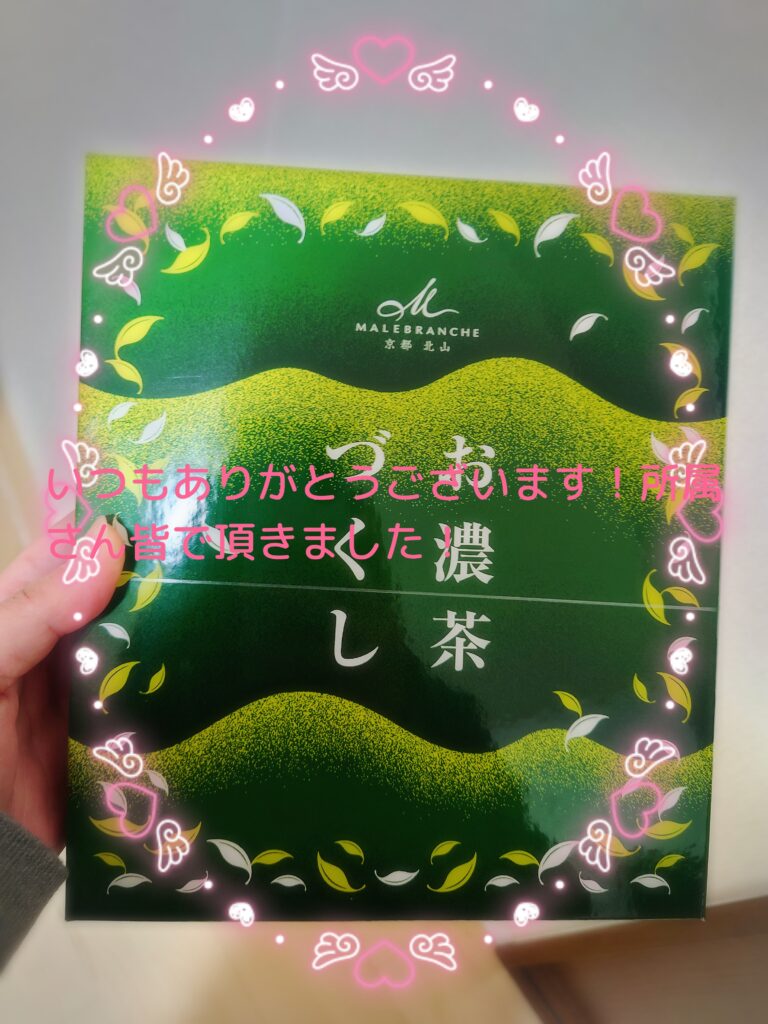 MALEBRANCHE
京都 北山
お濃茶
づくし
いつもありがとうございます！所属
さん皆で頂きました！